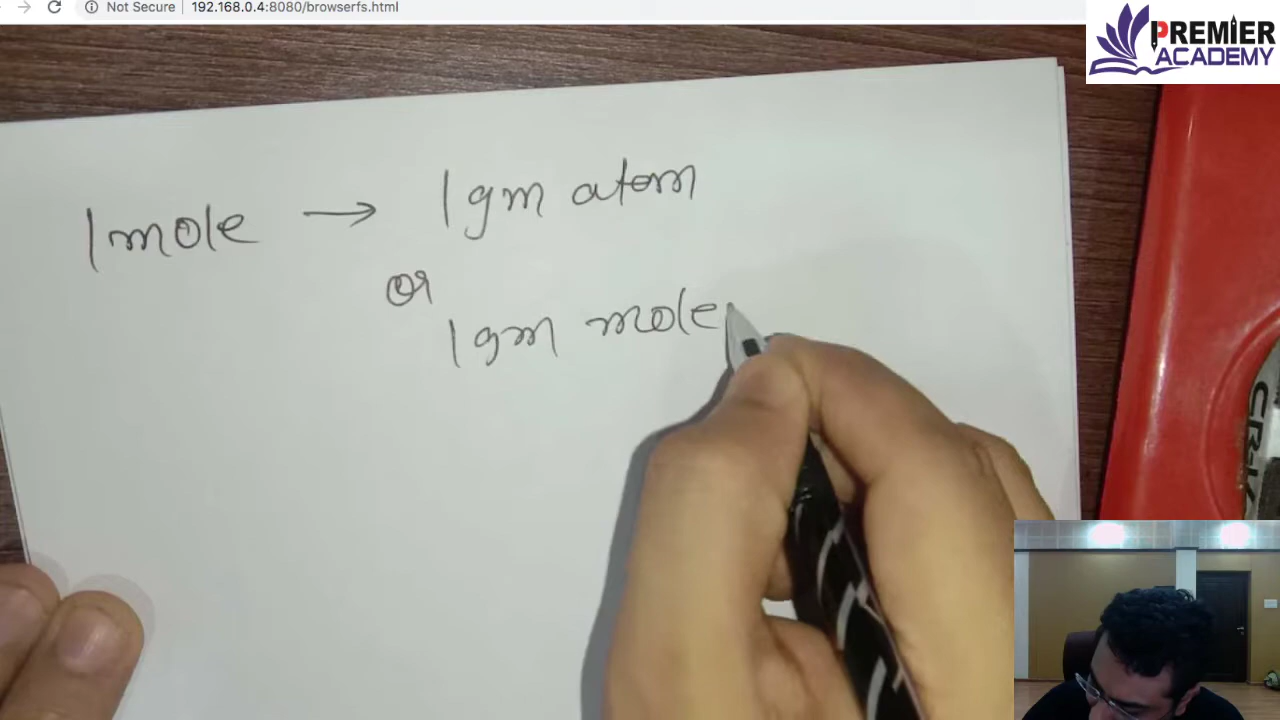 Not Secure 192.168.0.4:8080/browserfs.html
PREMIER
ACADEMY
1 mole → 1 gm atom
or
1 gm mole